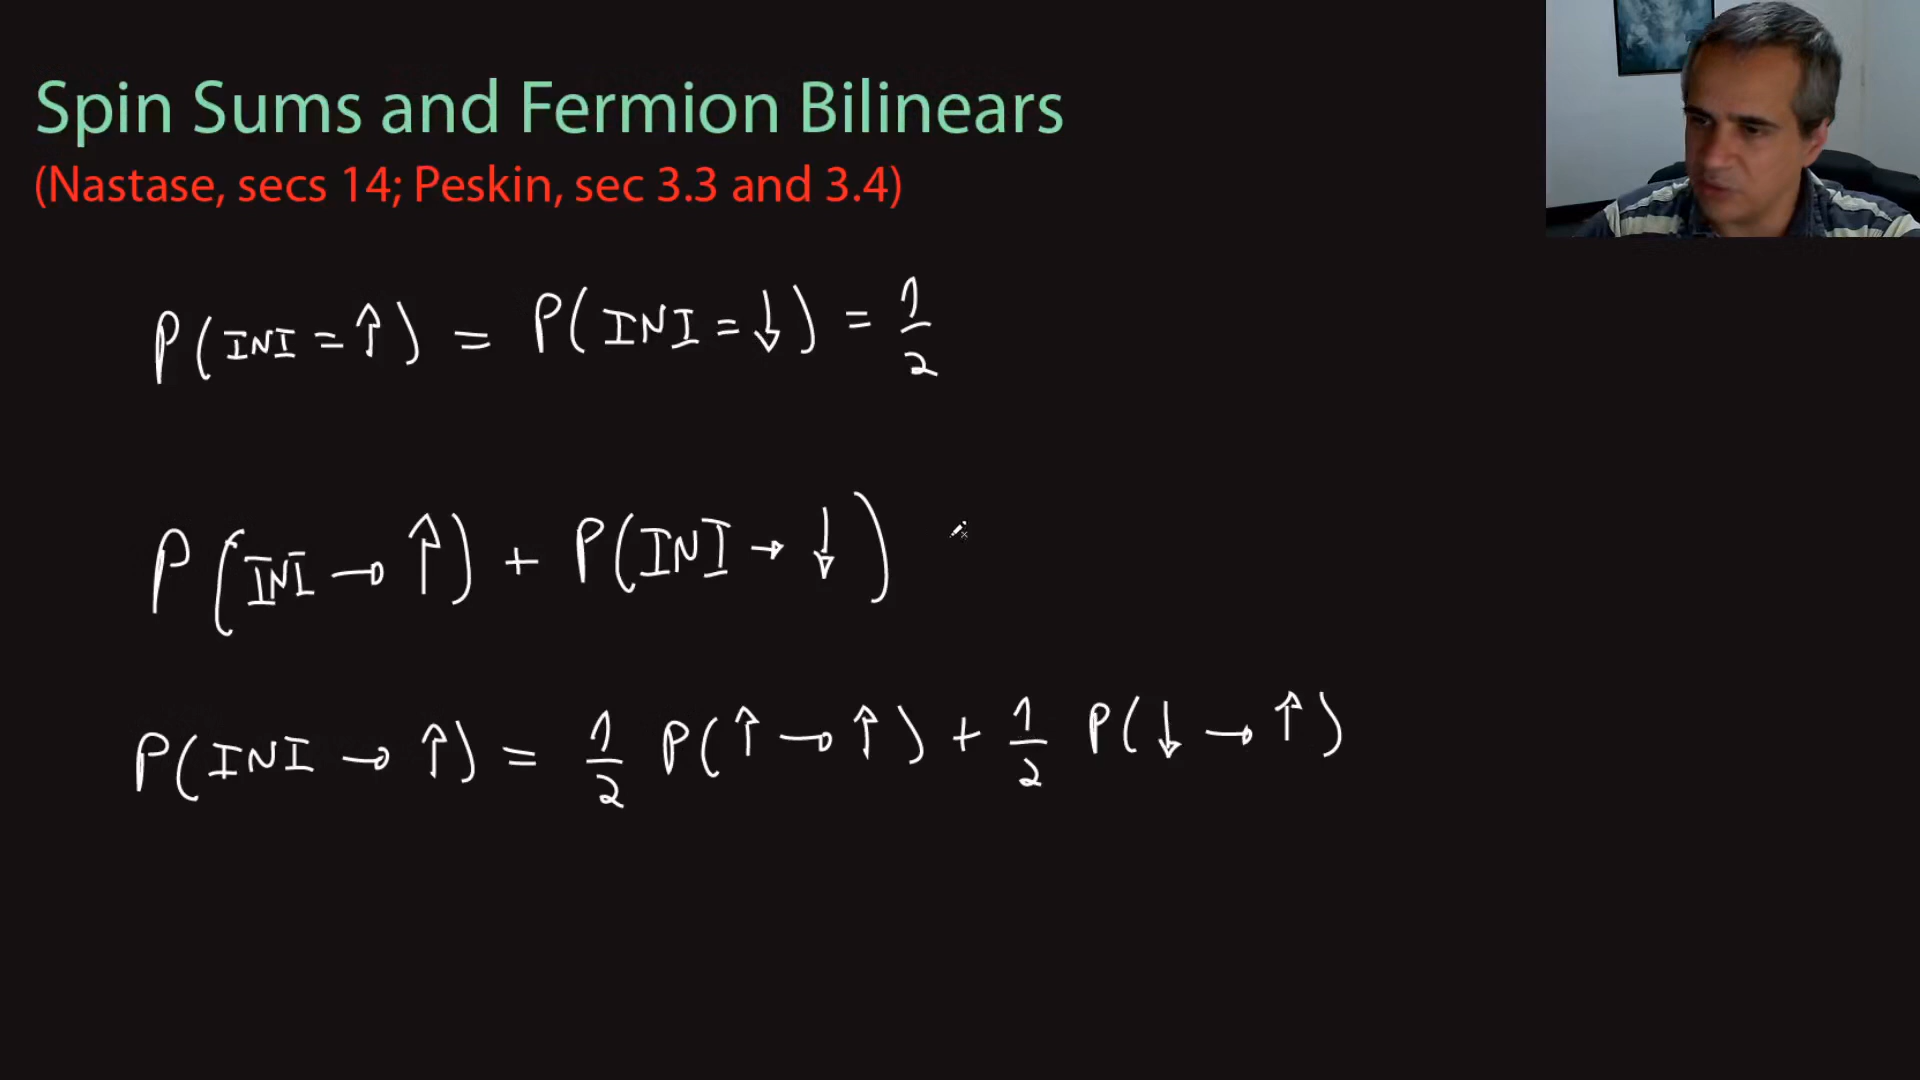 Spin Sums and Fermion Bilinears
(Nastase, secs 14; Peskin, sec 3.3 and 3.4)
P(INI = ↑) = P(INI = ↓) = 1/2
P(INI → ↑) + P(INI → ↓)
P(INI → ↑) = 1/2 P(↑ → ↑) + 1/2 P(↓ → ↑)